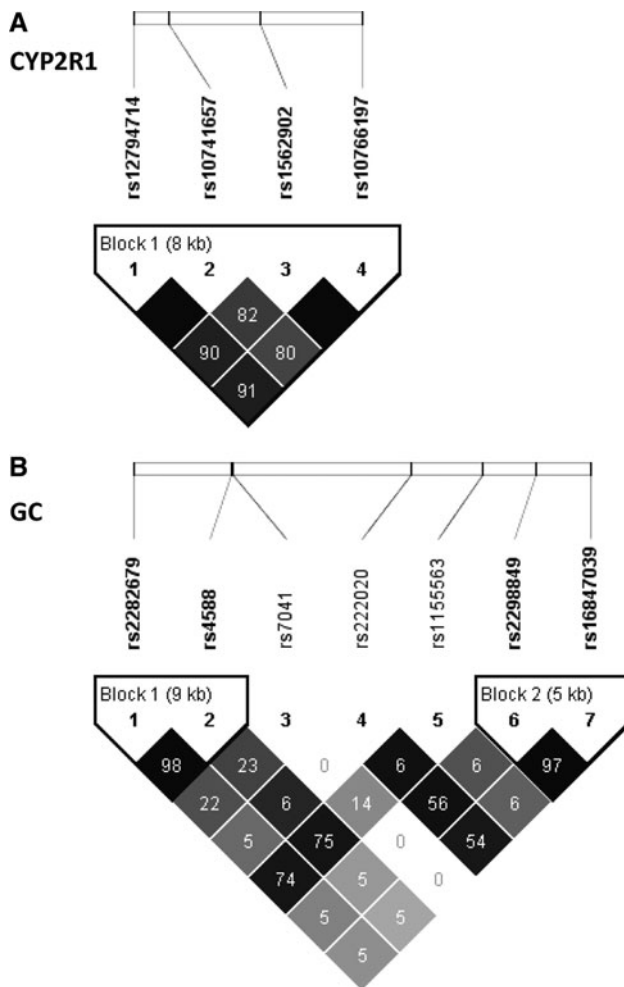 A
CYP2R1
rs12794714
rs10741657
rs1562902
rs10766197
Block 1 (8 kb)
1 2 3 4
82
90 80
91
B
GC
rs2282679
rs4588
rs7041
rs222020
rs1155563
rs2298849
rs16847039
Block 1 (9 kb) Block 2 (5 kb)
1 2 3 4 5 6 7
98 23 0 6 6 97
22 6 14 56 6
5 75 0 54
74 5 0
5 5
5